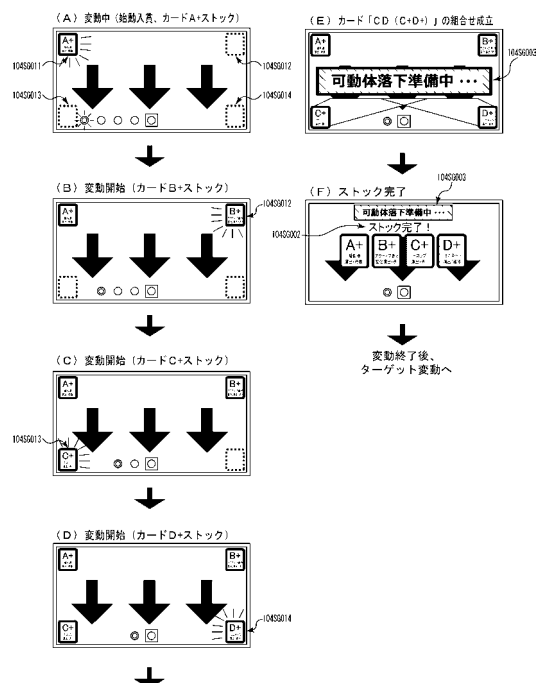 (A) 変動中 (始動入賞、カードA+ストック)
A+
104SG011
104SG012
104SG013
104SG014
(B) 変動開始 (カードB+ストック)
A+
B+
104SG012
(C) 変動開始 (カードC+ストック)
A+
B+
104SG013
C+
(D) 変動開始 (カードD+ストック)
A+
B+
C+
D+
104SG014
(E) カード「CD (C+D+)」の組合せ成立
A+
B+
104SG003
可動体落下準備中 ・・・
C+
D+
(F) ストック完了
104SG003
可動体落下準備中 ・・・
104SG002
ストック完了！
A+
B+
C+
D+
変動終了後、
ターゲット変動へ